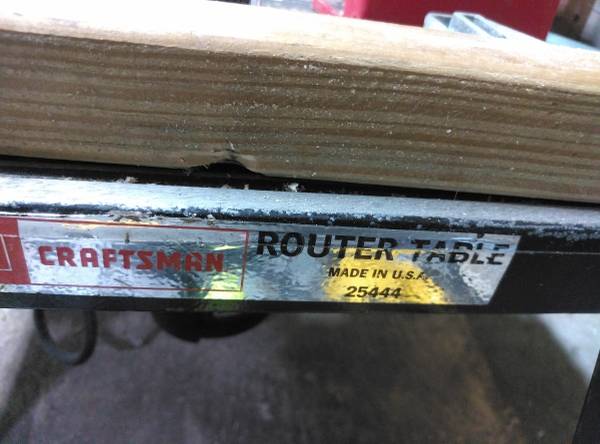 CRAFTSMAN
ROUTER TABLE
MADE IN U.S.A.
25444